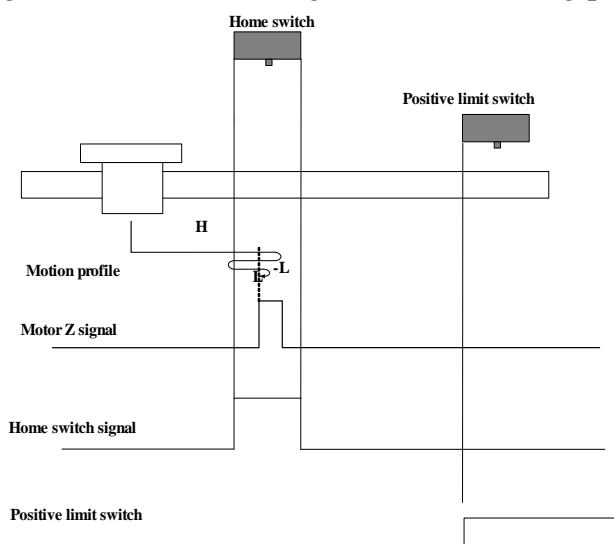 Home switch
Positive limit switch
H
Motion profile
-L
L
Motor Z signal
Home switch signal
Positive limit switch